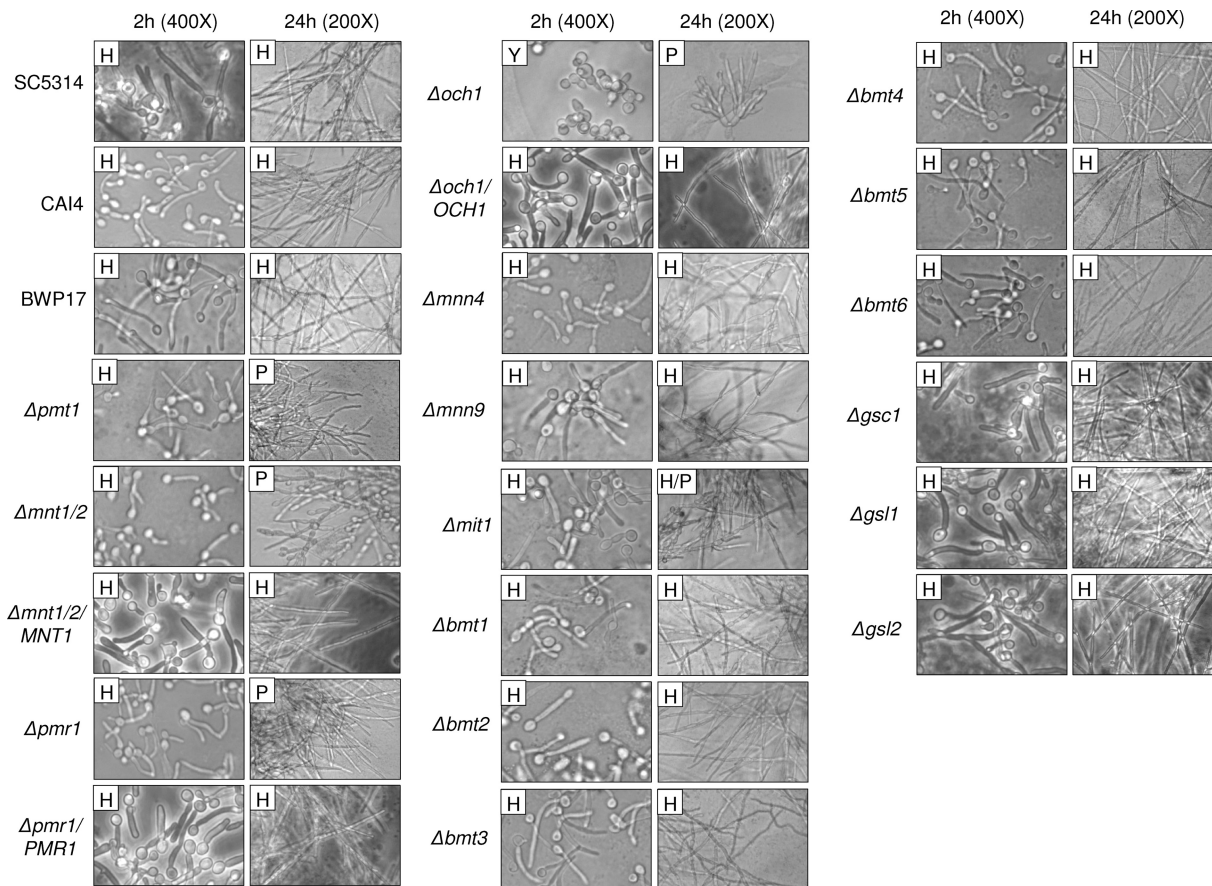 2h (400X) 24h (200X)
SC5314 H H
CAI4 H H
BWP17 H H
Δpmt1 H P
Δmnt1/2 H P
Δmnt1/2/
MNT1 H H
Δpmr1 H P
Δpmr1/
PMR1 H H
2h (400X) 24h (200X)
Δoch1 Y P
Δoch1/
OCH1 H H
Δmnn4 H H
Δmnn9 H H
Δmit1 H H/P
Δbmt1 H H
Δbmt2 H H
Δbmt3 H H
2h (400X) 24h (200X)
Δbmt4 H H
Δbmt5 H H
Δbmt6 H H
Δgsc1 H H
Δgsl1 H H
Δgsl2 H H